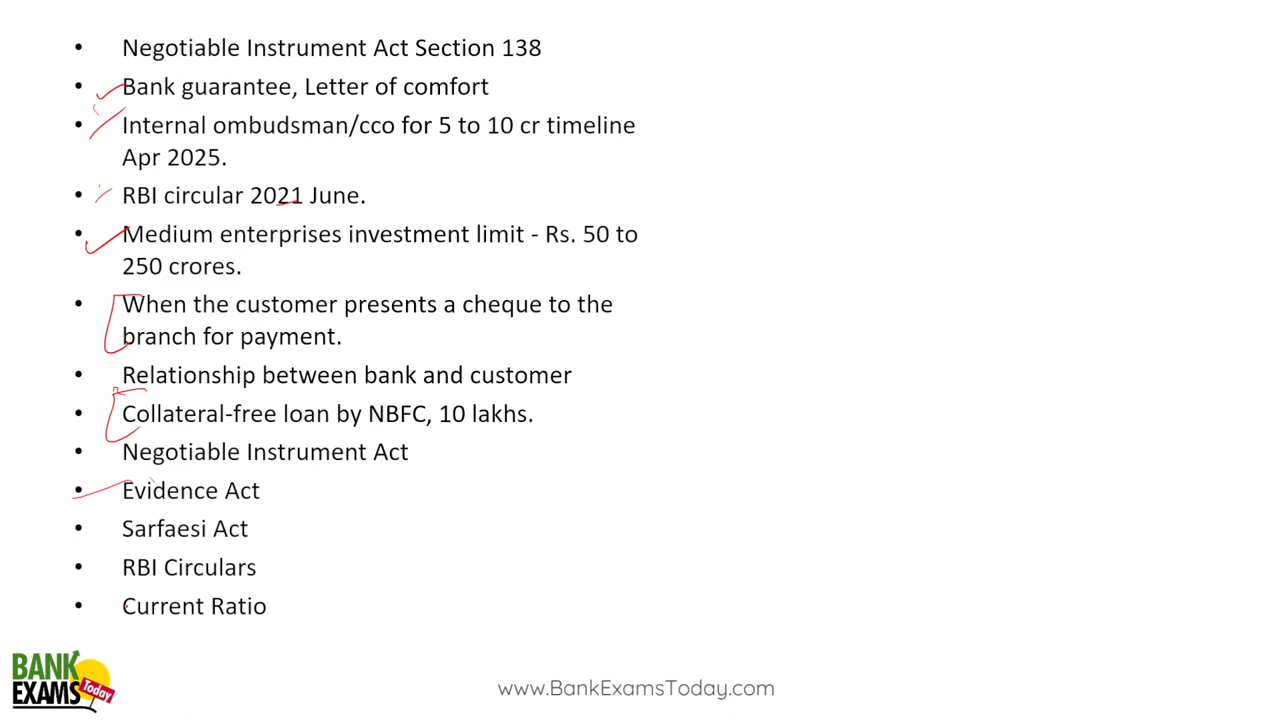 • Negotiable Instrument Act Section 138
• Bank guarantee, Letter of comfort
• Internal ombudsman/cco for 5 to 10 cr timeline
Apr 2025.
• RBI circular 2021 June.
• Medium enterprises investment limit - Rs. 50 to
250 crores.
• When the customer presents a cheque to the
branch for payment.
• Relationship between bank and customer
• Collateral-free loan by NBFC, 10 lakhs.
• Negotiable Instrument Act
• Evidence Act
• Sarfaesi Act
• RBI Circulars
• Current Ratio
BANK
EXAMS Today
www.BankExamsToday.com